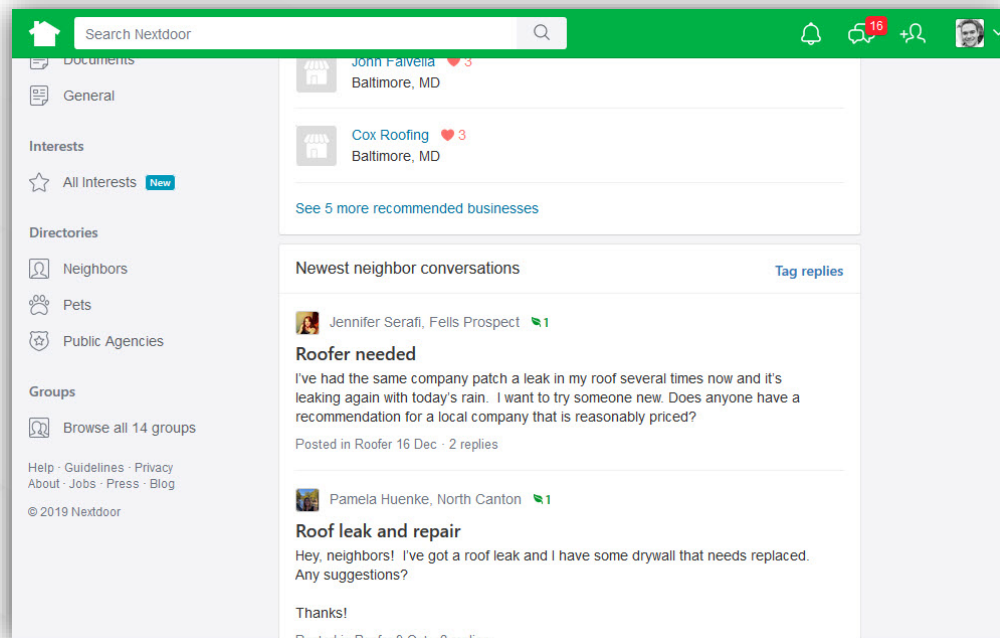 Search Nextdoor
16
Documents
General
Interests
All Interests New
Directories
Neighbors
Pets
Public Agencies
Groups
Browse all 14 groups
Help · Guidelines · Privacy
About · Jobs · Press · Blog
© 2019 Nextdoor
John Falvella 3
Baltimore, MD
Cox Roofing 3
Baltimore, MD
See 5 more recommended businesses
Newest neighbor conversations
Tag replies
Jennifer Serafi, Fells Prospect 1
Roofer needed
I've had the same company patch a leak in my roof several times now and it's
leaking again with today's rain.  I want to try someone new. Does anyone have a
recommendation for a local company that is reasonably priced?
Posted in Roofer 16 Dec · 2 replies
Pamela Huenke, North Canton 1
Roof leak and repair
Hey, neighbors!  I've got a roof leak and I have some drywall that needs replaced.
Any suggestions?
Thanks!